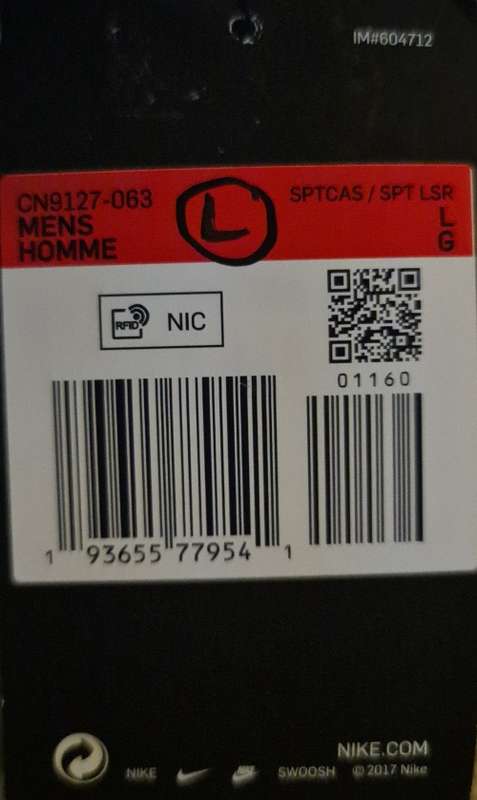 IM#604712
CN9127-063
SPTCAS / SPT LSR
MENS
HOMME
L
L
G
RFID
NIC
01160
1 93655 77954 1
NIKE.COM
NIKE SWOOSH © 2017 Nike